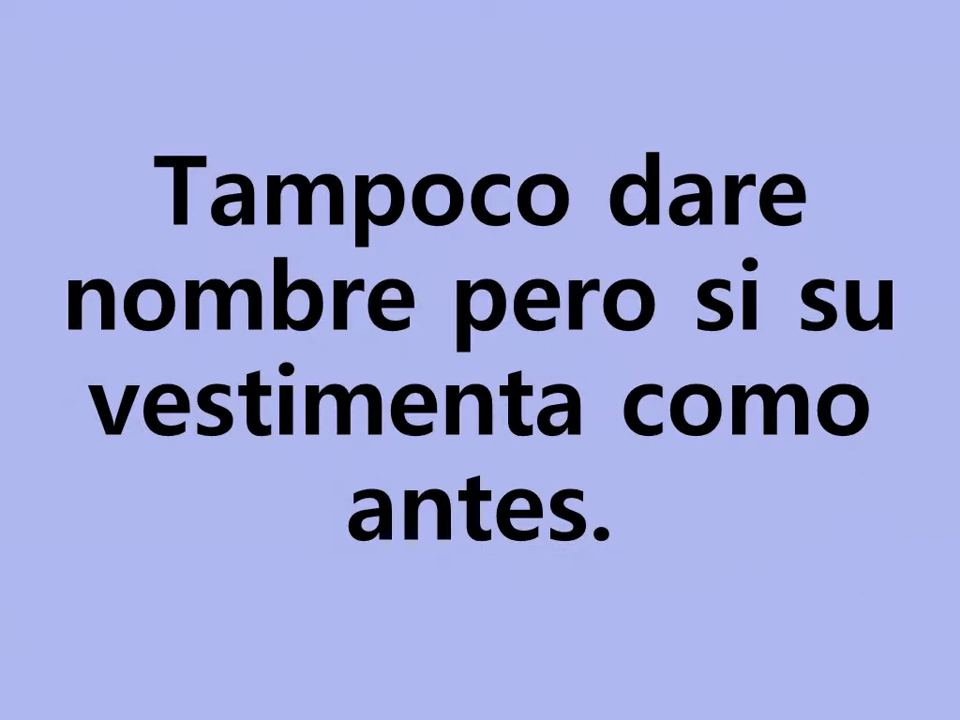 Tampoco dare
nombre pero si su
vestimenta como
antes.